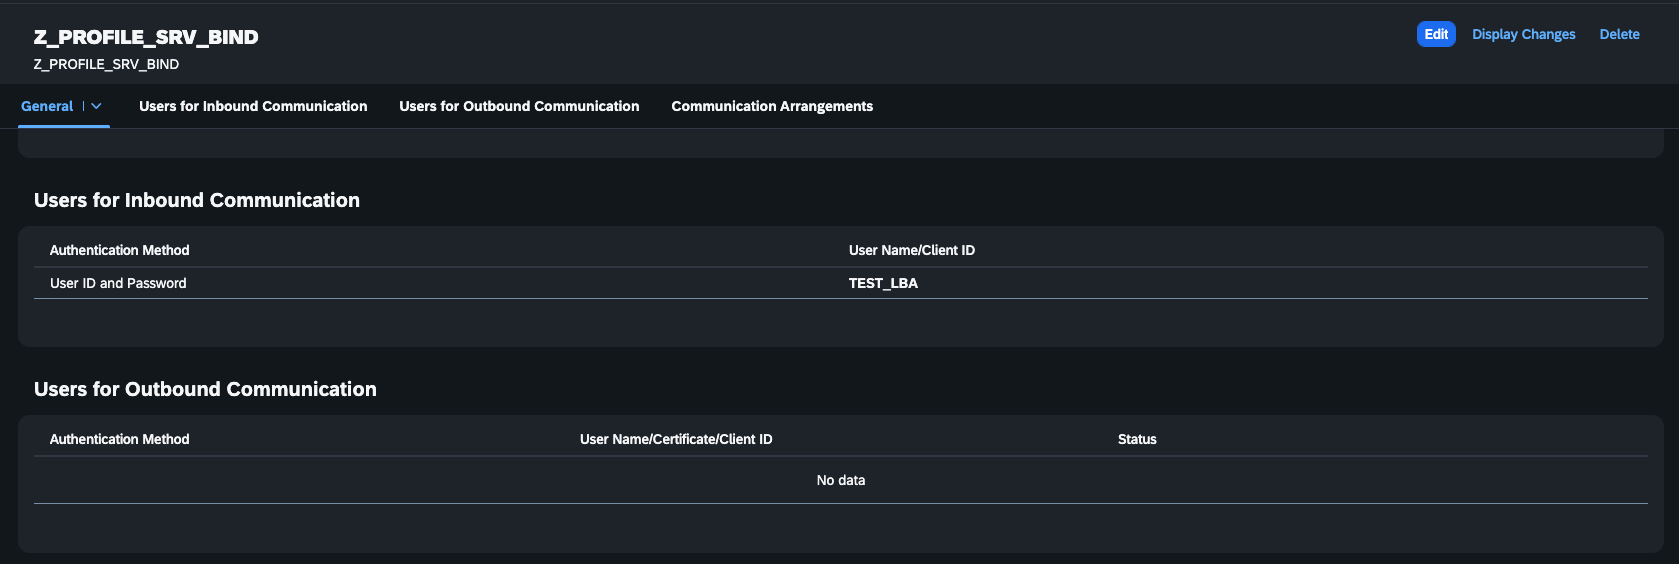 Z_PROFILE_SRV_BIND
Edit Display Changes Delete
Z_PROFILE_SRV_BIND
General Users for Inbound Communication Users for Outbound Communication Communication Arrangements
Users for Inbound Communication
Authentication Method User Name/Client ID
User ID and Password TEST_LBA
Users for Outbound Communication
Authentication Method User Name/Certificate/Client ID Status
No data